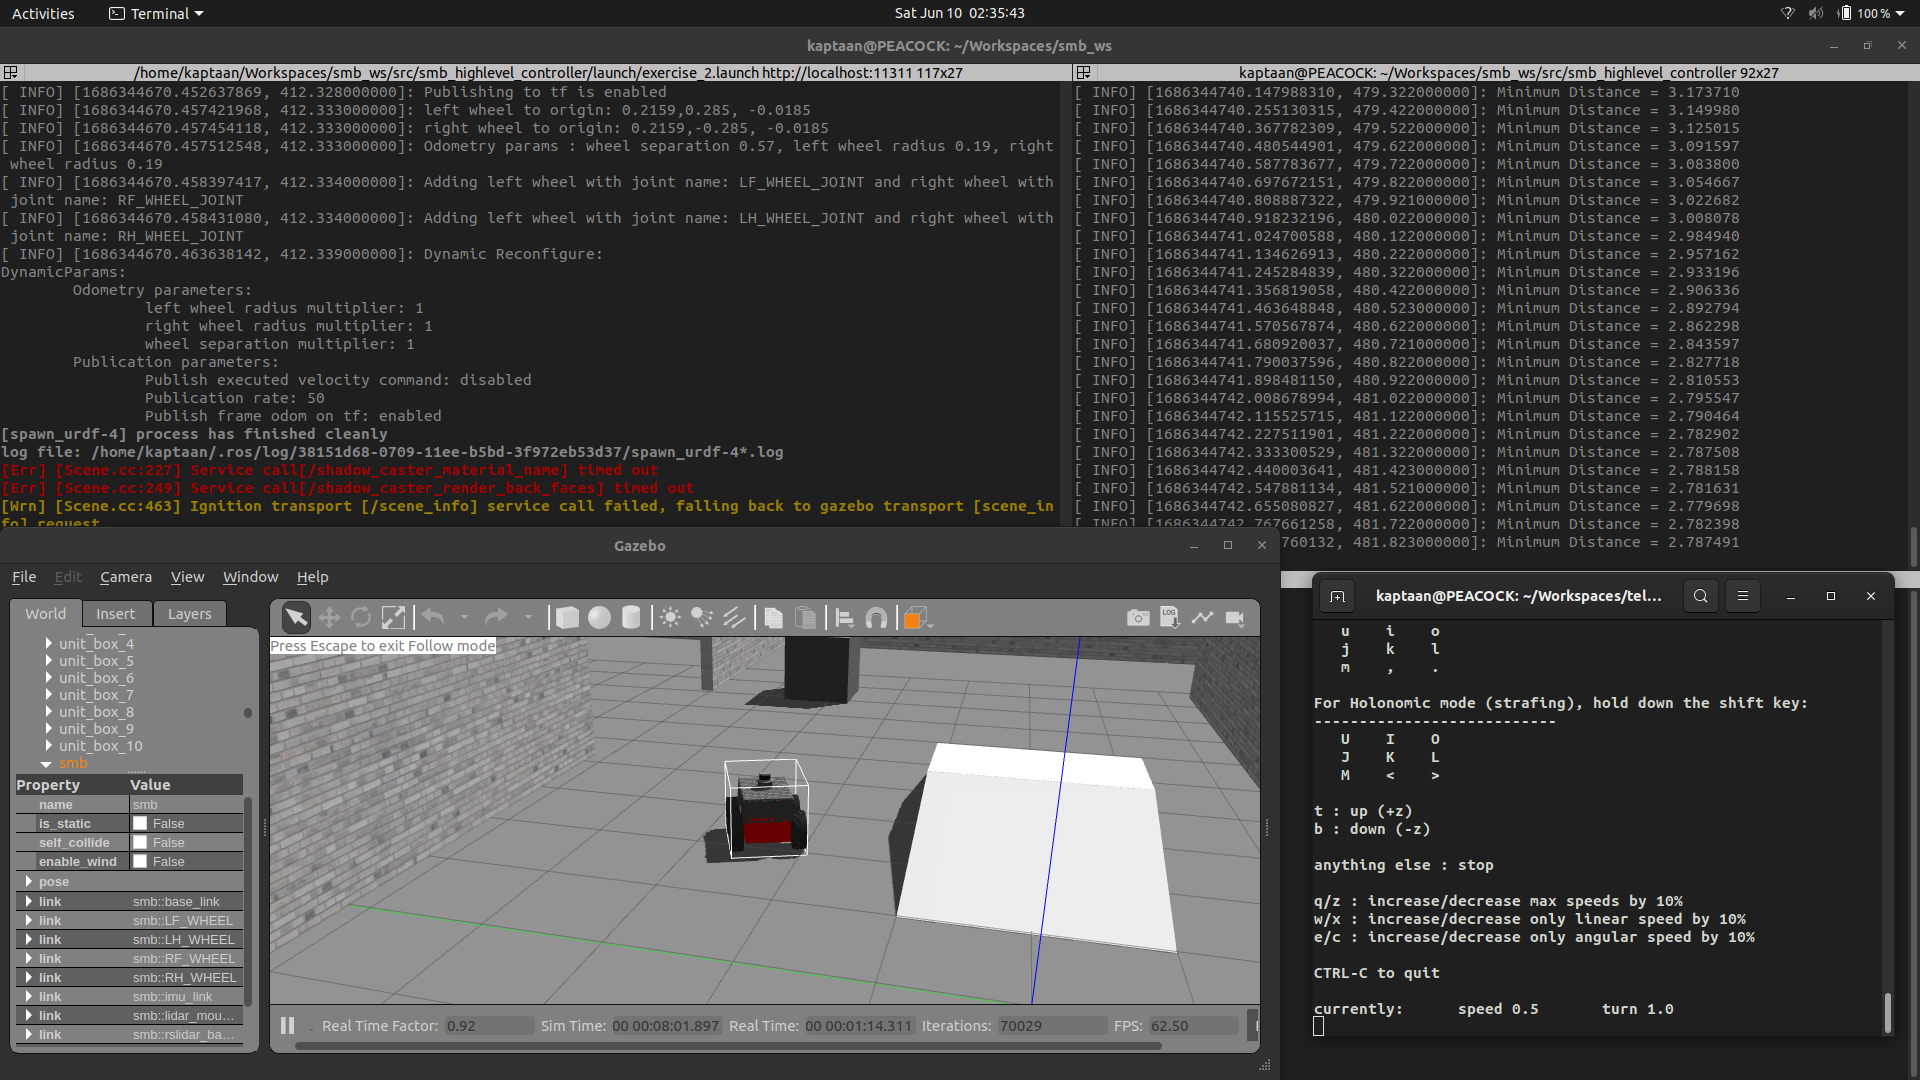 Activities
Terminal
Sat Jun 10 02:35:43
100 %
kaptaan@PEACOCK: ~/Workspaces/smb_ws
/home/kaptaan/Workspaces/smb_ws/src/smb_highlevel_controller/launch/exercise_2.launch http://localhost:11311 117x27
[ INFO] [1686344670.452637869, 412.328000000]: Publishing to tf is enabled
[ INFO] [1686344670.457421968, 412.333000000]: left wheel to origin: 0.2159,0.285, -0.0185
[ INFO] [1686344670.457454118, 412.333000000]: right wheel to origin: 0.2159,-0.285, -0.0185
[ INFO] [1686344670.457512548, 412.333000000]: Odometry params : wheel separation 0.57, left wheel radius 0.19, right
wheel radius 0.19
[ INFO] [1686344670.458397417, 412.334000000]: Adding left wheel with joint name: LF_WHEEL_JOINT and right wheel with
joint name: RF_WHEEL_JOINT
[ INFO] [1686344670.458431080, 412.334000000]: Adding left wheel with joint name: LH_WHEEL_JOINT and right wheel with
joint name: RH_WHEEL_JOINT
[ INFO] [1686344670.463638142, 412.339000000]: Dynamic Reconfigure:
DynamicParams:
Odometry parameters:
left wheel radius multiplier: 1
right wheel radius multiplier: 1
wheel separation multiplier: 1
Publication parameters:
Publish executed velocity command: disabled
Publication rate: 50
Publish frame odom on tf: enabled
[spawn_urdf-4] process has finished cleanly
log file: /home/kaptaan/.ros/log/38151d68-0709-11ee-b5bd-3f972eb53d37/spawn_urdf-4*.log
[Err] [Scene.cc:227] Service call[/shadow_caster_material_name] timed out
[Err] [Scene.cc:249] Service call[/shadow_caster_render_back_faces] timed out
[Wrn] [Scene.cc:463] Ignition transport [/scene_info] service call failed, falling back to gazebo transport [scene_in
fo] request
kaptaan@PEACOCK: ~/Workspaces/smb_ws/src/smb_highlevel_controller 92x27
[ INFO] [1686344740.147988310, 479.322000000]: Minimum Distance = 3.173710
[ INFO] [1686344740.255130315, 479.422000000]: Minimum Distance = 3.149980
[ INFO] [1686344740.367782309, 479.522000000]: Minimum Distance = 3.125015
[ INFO] [1686344740.480544901, 479.622000000]: Minimum Distance = 3.091597
[ INFO] [1686344740.587783677, 479.722000000]: Minimum Distance = 3.083800
[ INFO] [1686344740.697672151, 479.822000000]: Minimum Distance = 3.054667
[ INFO] [1686344740.808887322, 479.921000000]: Minimum Distance = 3.022682
[ INFO] [1686344740.918232196, 480.022000000]: Minimum Distance = 3.008078
[ INFO] [1686344741.024700588, 480.122000000]: Minimum Distance = 2.984940
[ INFO] [1686344741.134626913, 480.222000000]: Minimum Distance = 2.957162
[ INFO] [1686344741.245284839, 480.322000000]: Minimum Distance = 2.933196
[ INFO] [1686344741.356819058, 480.422000000]: Minimum Distance = 2.906336
[ INFO] [1686344741.463648848, 480.523000000]: Minimum Distance = 2.892794
[ INFO] [1686344741.570567874, 480.622000000]: Minimum Distance = 2.862298
[ INFO] [1686344741.680920037, 480.721000000]: Minimum Distance = 2.843597
[ INFO] [1686344741.790037596, 480.822000000]: Minimum Distance = 2.827718
[ INFO] [1686344741.898481150, 480.922000000]: Minimum Distance = 2.810553
[ INFO] [1686344742.008678994, 481.022000000]: Minimum Distance = 2.795547
[ INFO] [1686344742.115525715, 481.122000000]: Minimum Distance = 2.790464
[ INFO] [1686344742.227511901, 481.222000000]: Minimum Distance = 2.782902
[ INFO] [1686344742.333300529, 481.322000000]: Minimum Distance = 2.787508
[ INFO] [1686344742.440003641, 481.423000000]: Minimum Distance = 2.788158
[ INFO] [1686344742.547881134, 481.521000000]: Minimum Distance = 2.781631
[ INFO] [1686344742.655080827, 481.622000000]: Minimum Distance = 2.779698
[ INFO] [1686344742.767661258, 481.722000000]: Minimum Distance = 2.782398
760132, 481.823000000]: Minimum Distance = 2.787491
Gazebo
File Edit Camera View Window Help
World Insert Layers
unit_box_4
unit_box_5
unit_box_6
unit_box_7
unit_box_8
unit_box_9
unit_box_10
smb
Property Value
name smb
is_static False
self_collide False
enable_wind False
pose
link smb::base_link
link smb::LF_WHEEL
link smb::LH_WHEEL
link smb::RF_WHEEL
link smb::RH_WHEEL
link smb::imu_link
link smb::lidar_mou...
link smb::rslidar_ba...
LOG
Press Escape to exit Follow mode
Real Time Factor: 0.92 Sim Time: 00 00:08:01.897 Real Time: 00 00:01:14.311 Iterations: 70029 FPS: 62.50
kaptaan@PEACOCK: ~/Workspaces/tel...
u i o
j k l
m , .
For Holonomic mode (strafing), hold down the shift key:
---------------------------
U I O
J K L
M < >
t : up (+z)
b : down (-z)
anything else : stop
q/z : increase/decrease max speeds by 10%
w/x : increase/decrease only linear speed by 10%
e/c : increase/decrease only angular speed by 10%
CTRL-C to quit
currently: speed 0.5 turn 1.0